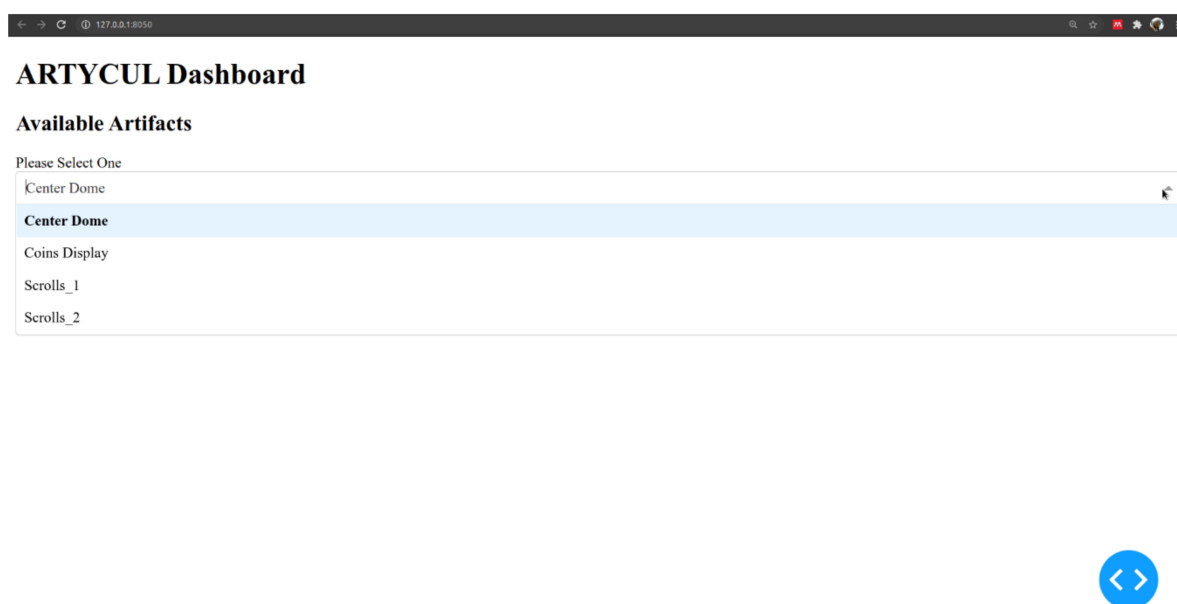 127.0.0.1:8050
ARTYCUL Dashboard
Available Artifacts
Please Select One
Center Dome
Center Dome
Coins Display
Scrolls_1
Scrolls_2